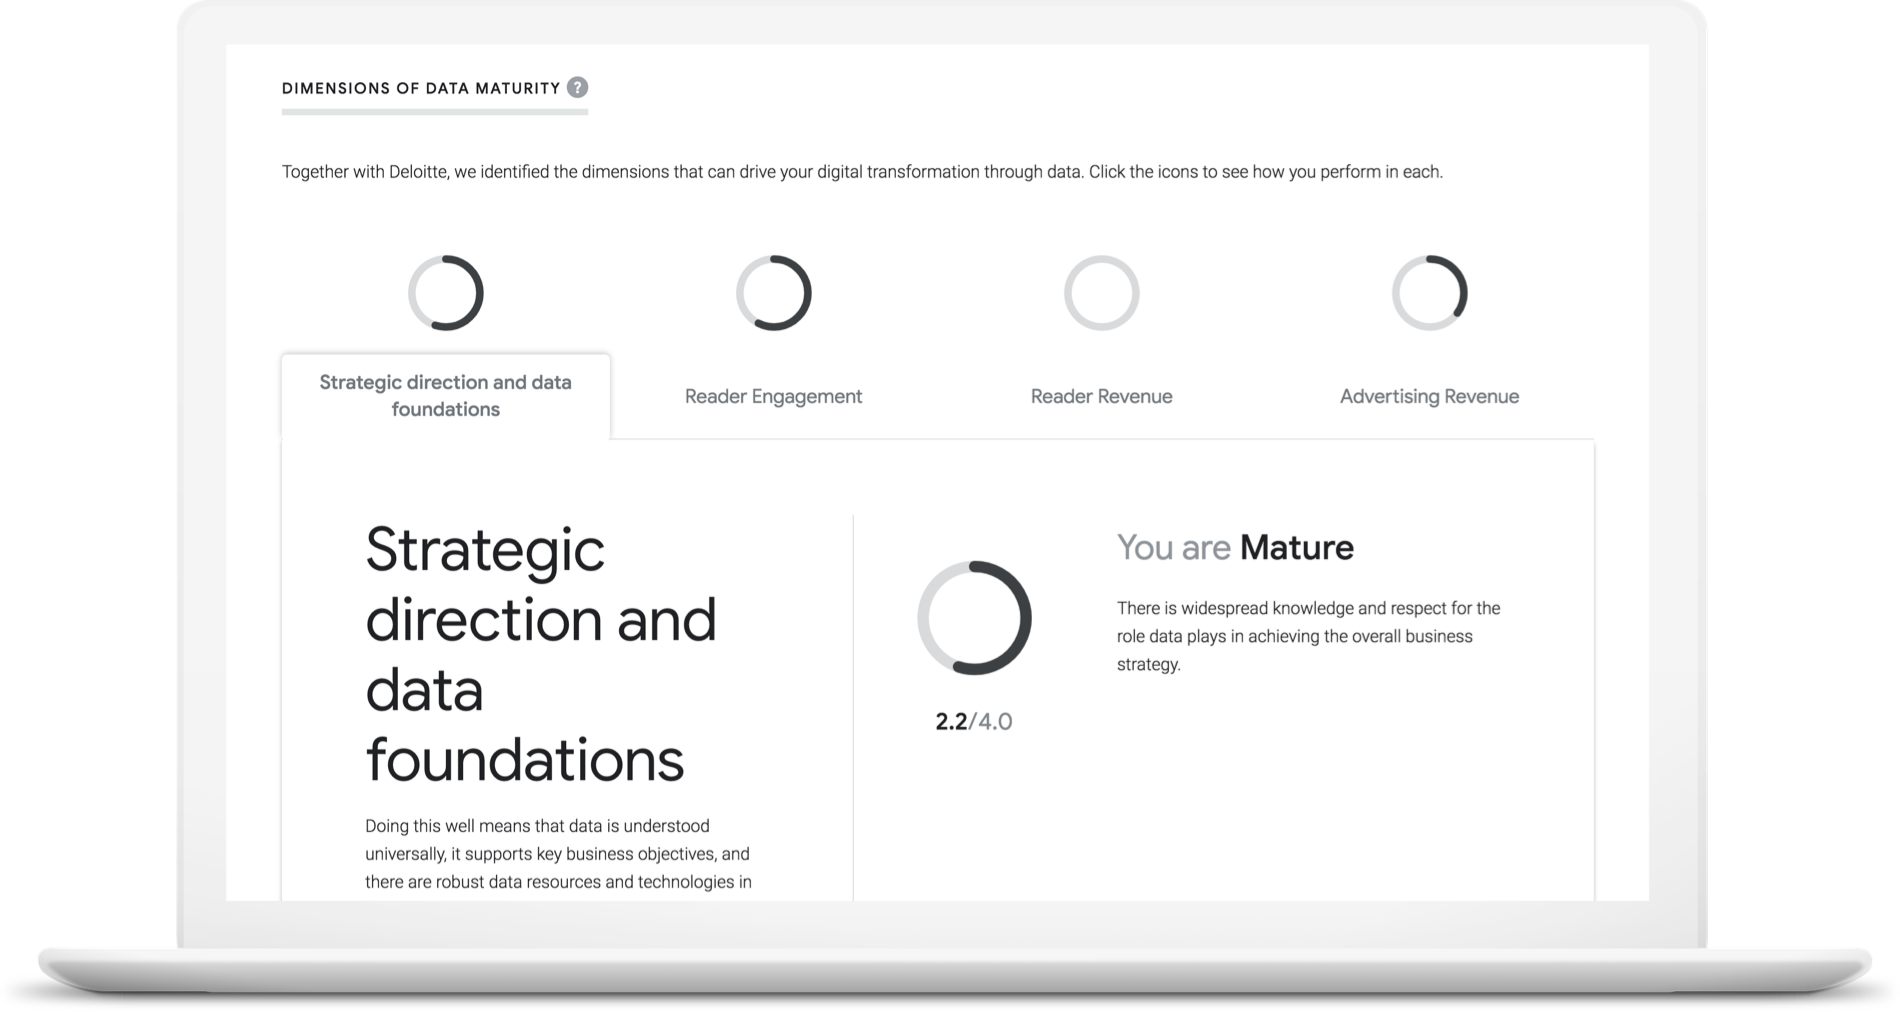 DIMENSIONS OF DATA MATURITY ?
Together with Deloitte, we identified the dimensions that can drive your digital transformation through data. Click the icons to see how you perform in each.
Strategic direction and data
foundations
Reader Engagement
Reader Revenue
Advertising Revenue
Strategic
direction and
data
foundations
Doing this well means that data is understood
universally, it supports key business objectives, and
there are robust data resources and technologies in
2.2/4.0
You are Mature
There is widespread knowledge and respect for the
role data plays in achieving the overall business
strategy.